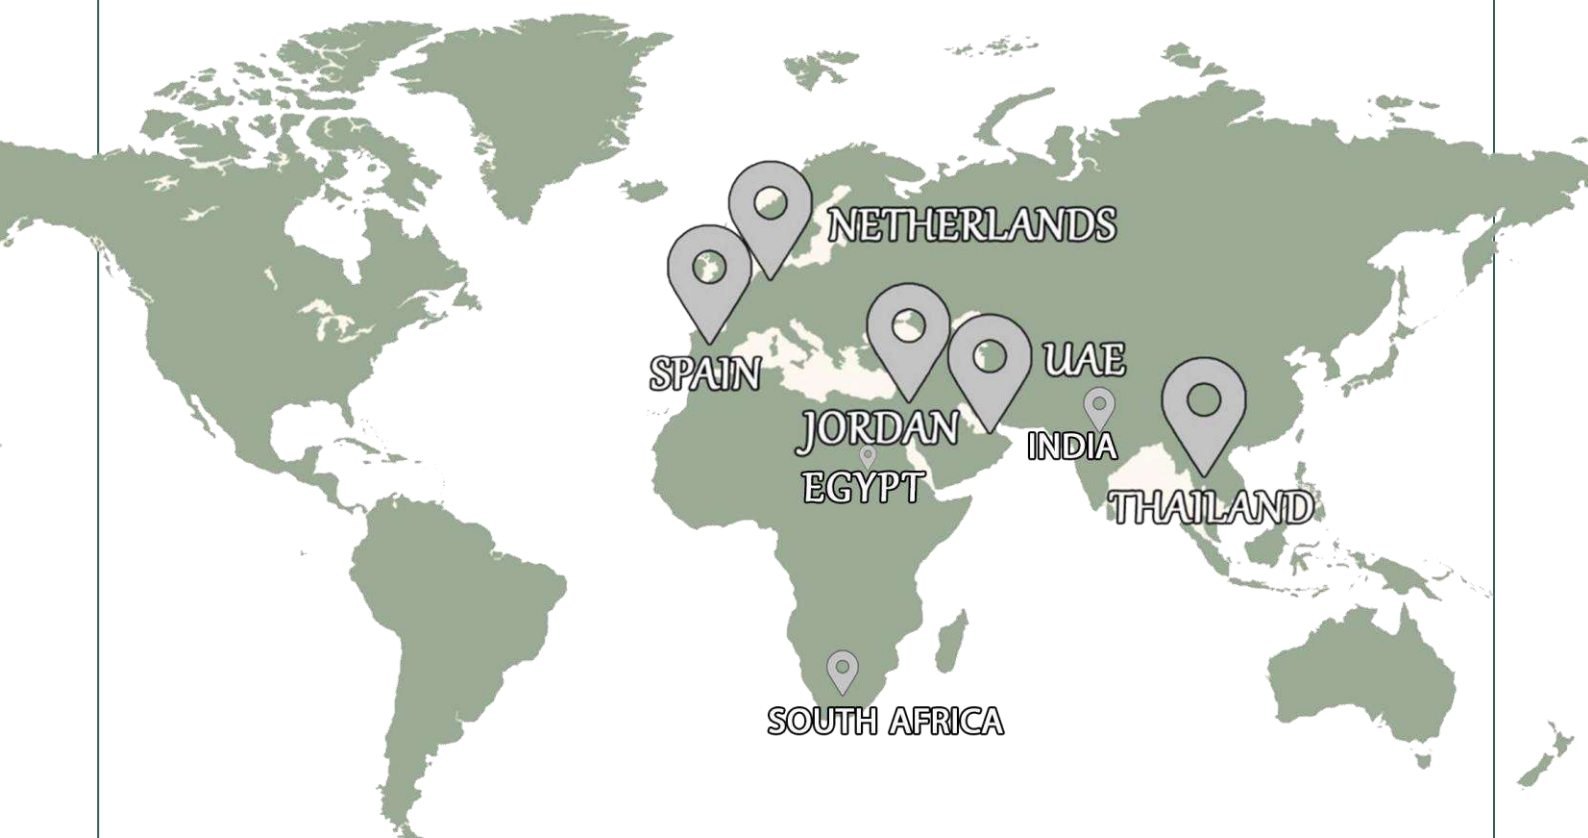 NETHERLANDS
SPAIN
UAE
JORDAN
INDIA
EGYPT
THAILAND
SOUTH AFRICA